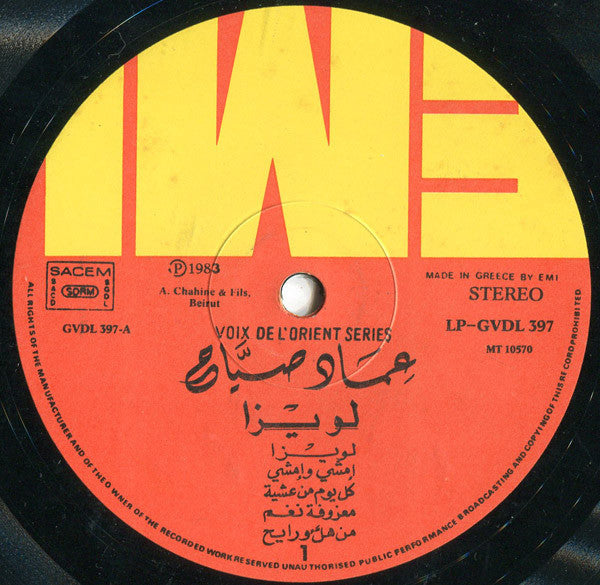 EMI
SACEM
SACD
SDRM
SGDL
GVDL 397-A
℗1983
A. Chahine & Fils,
Beirut
MADE IN GREECE BY EMI
STEREO
LP-GVDL 397
MT 10570
VOIX DE L'ORIENT SERIES
عماد صيّاح
لويزا
لويزا
إمشي وإمشي
كل يوم من عشية
معزوفة نغم
1
ALL RIGHTS OF THE MANUFACTURER AND OF THE OWNER OF THE RECORDED WORK RESERVED UNAUTHORISED PUBLIC PERFORMANCE BROADCASTING AND COPYING OF THIS RECORD PROHIBITED